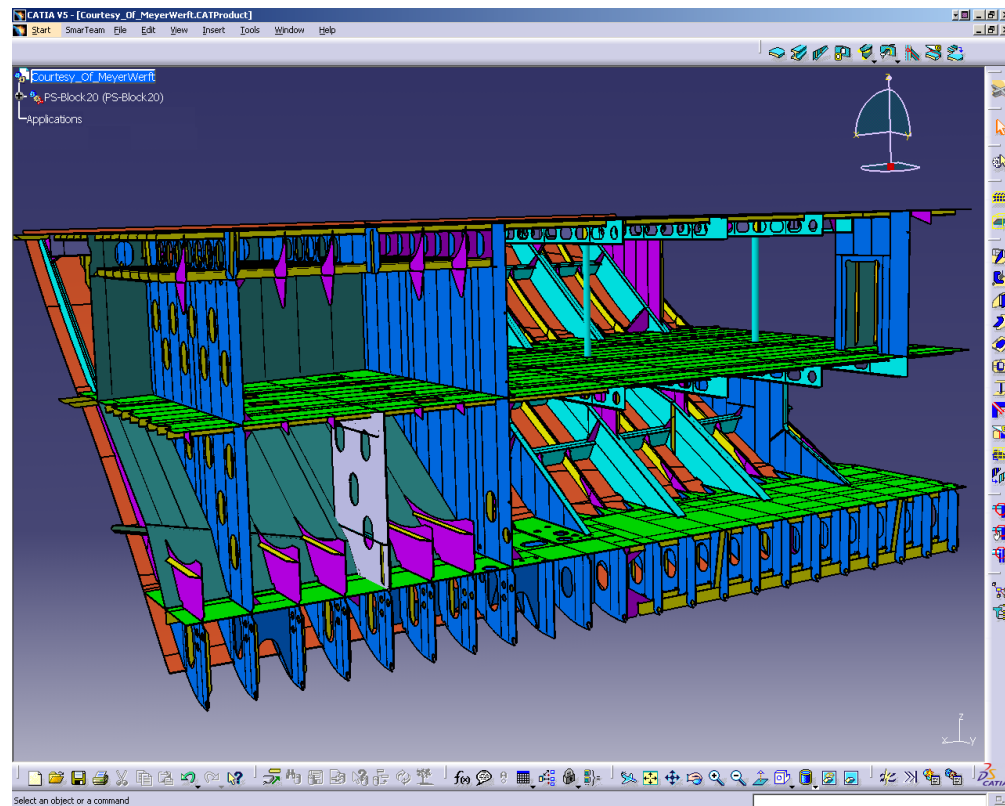 CATIA V5 - [Courtesy_Of_MeyerWerft.CATProduct]
Start SmarTeam File Edit View Insert Tools Window Help
Courtesy_Of_MeyerWerft
PS-Block20 (PS-Block20)
Applications
z
x y
f(x)
CATIA
Select an object or a command